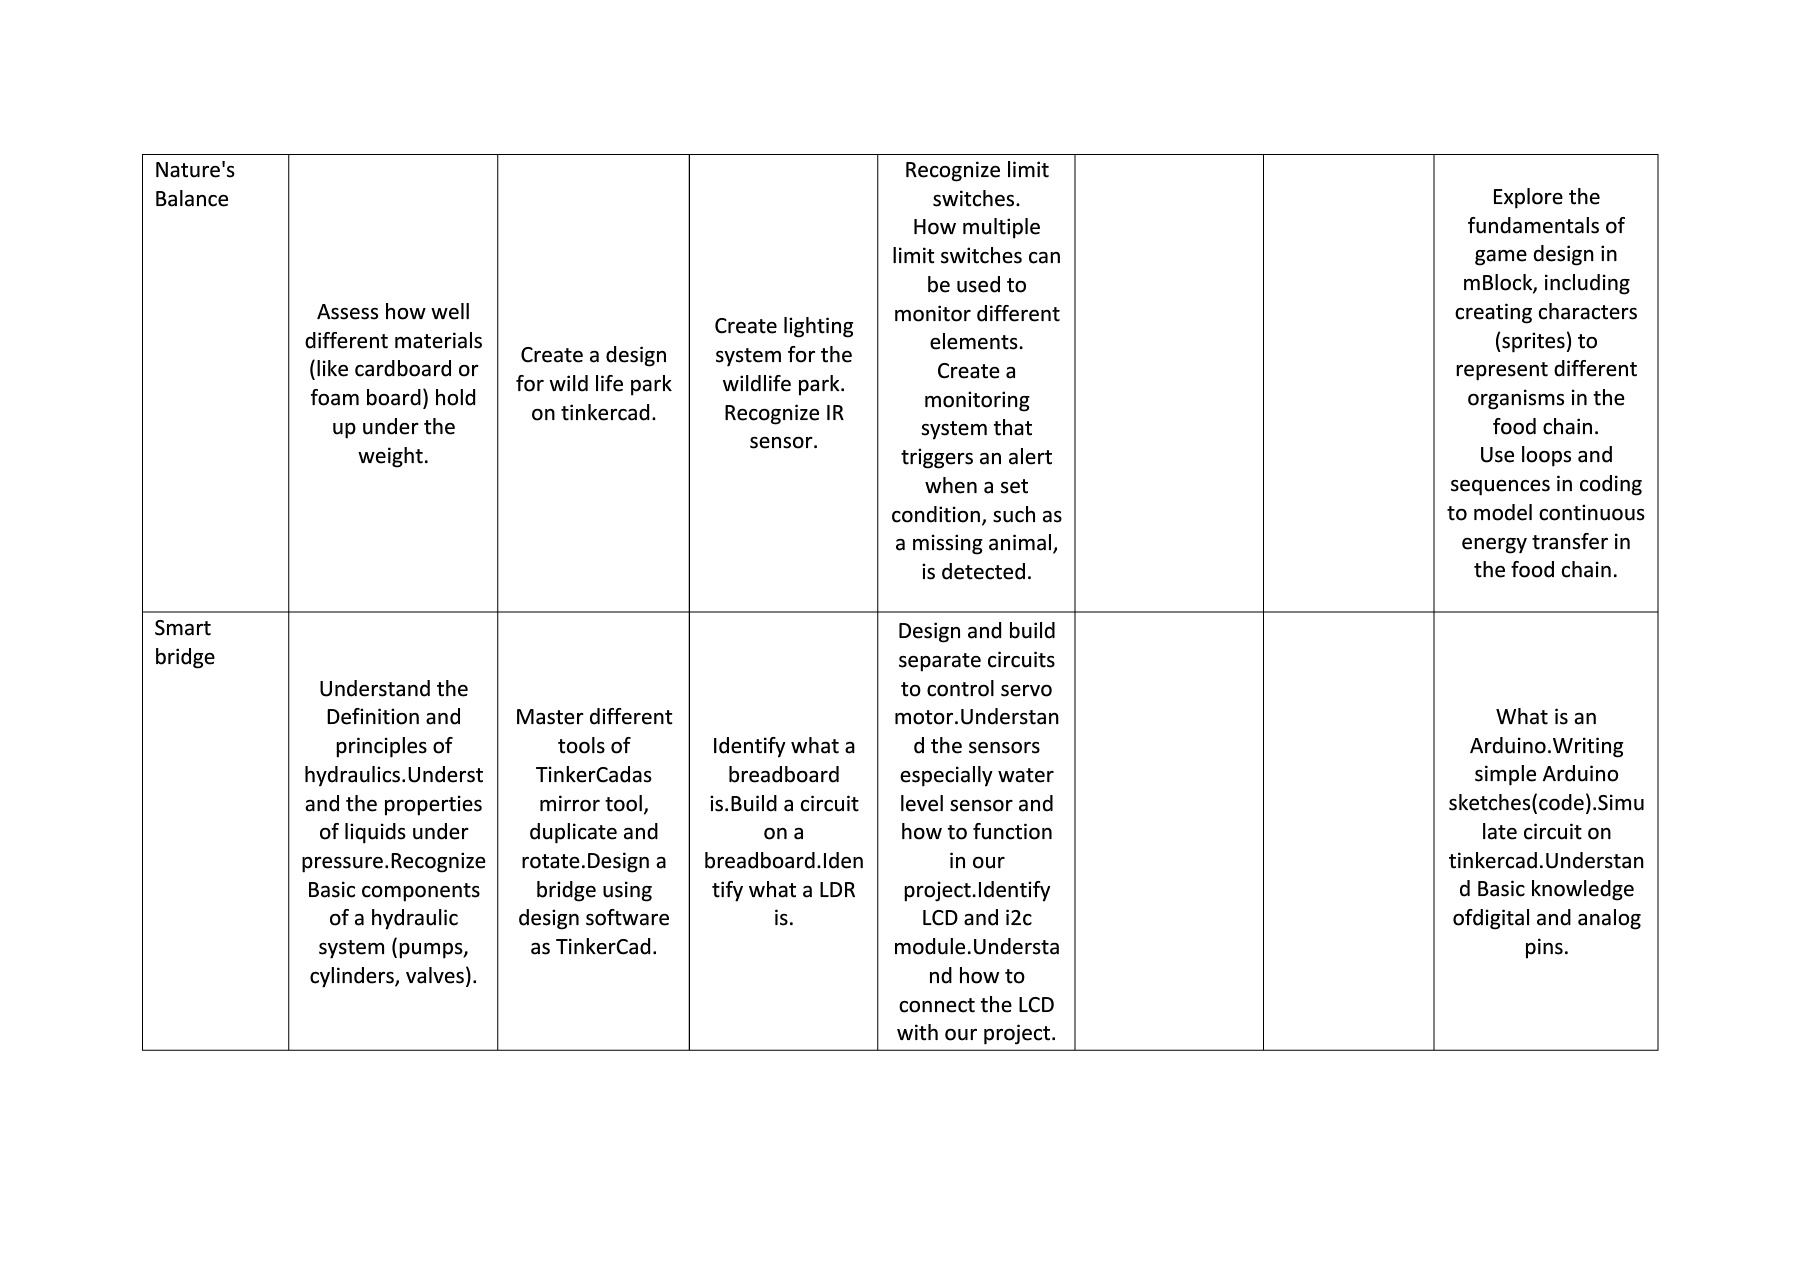 Nature's
Balance
Assess how well
different materials
(like cardboard or
foam board) hold
up under the
weight.
Create a design
for wild life park
on tinkercad.
Create lighting
system for the
wildlife park.
Recognize IR
sensor.
Recognize limit
switches.
How multiple
limit switches can
be used to
monitor different
elements.
Create a
monitoring
system that
triggers an alert
when a set
condition, such as
a missing animal,
is detected.
Explore the
fundamentals of
game design in
mBlock, including
creating characters
(sprites) to
represent different
organisms in the
food chain.
Use loops and
sequences in coding
to model continuous
energy transfer in
the food chain.
Smart
bridge
Understand the
Definition and
principles of
hydraulics.Underst
and the properties
of liquids under
pressure.Recognize
Basic components
of a hydraulic
system (pumps,
cylinders, valves).
Master different
tools of
TinkerCadas
mirror tool,
duplicate and
rotate.Design a
bridge using
design software
as TinkerCad.
Identify what a
breadboard
is.Build a circuit
on a
breadboard.Iden
tify what a LDR
is.
Design and build
separate circuits
to control servo
motor.Understan
d the sensors
especially water
level sensor and
how to function
in our
project.Identify
LCD and i2c
module.Understa
nd how to
connect the LCD
with our project.
What is an
Arduino.Writing
simple Arduino
sketches(code).Simu
late circuit on
tinkercad.Understan
d Basic knowledge
ofdigital and analog
pins.